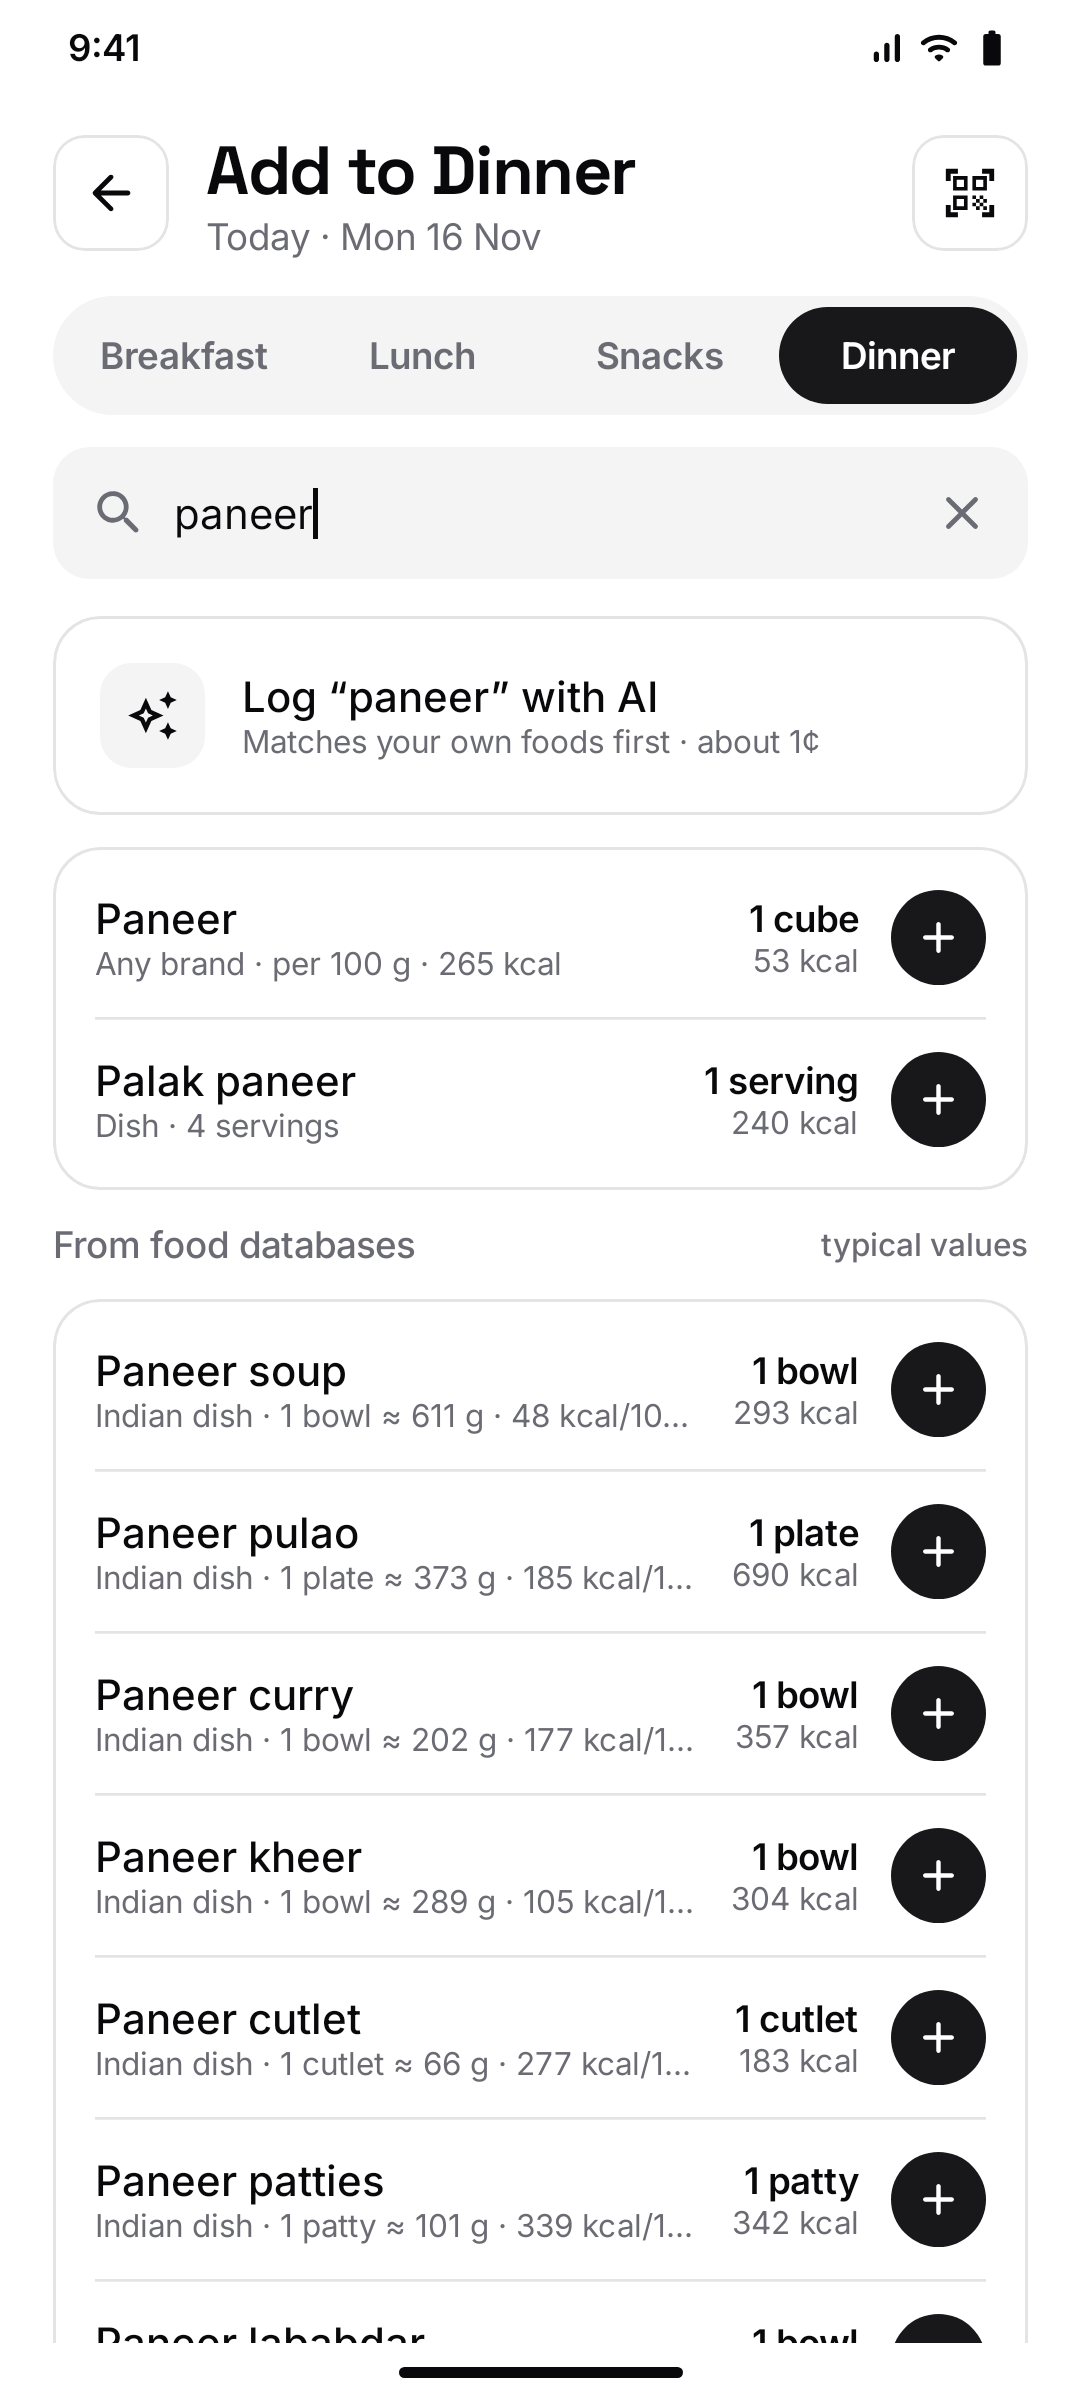 9:41
Add to Dinner
Today · Mon 16 Nov
Breakfast Lunch Snacks Dinner
paneer
Log “paneer” with AI
Matches your own foods first · about 1¢
Paneer
Any brand · per 100 g · 265 kcal
1 cube
53 kcal
Palak paneer
Dish · 4 servings
1 serving
240 kcal
From food databases
typical values
Paneer soup
Indian dish · 1 bowl ≈ 611 g · 48 kcal/10...
1 bowl
293 kcal
Paneer pulao
Indian dish · 1 plate ≈ 373 g · 185 kcal/1...
1 plate
690 kcal
Paneer curry
Indian dish · 1 bowl ≈ 202 g · 177 kcal/1...
1 bowl
357 kcal
Paneer kheer
Indian dish · 1 bowl ≈ 289 g · 105 kcal/1...
1 bowl
304 kcal
Paneer cutlet
Indian dish · 1 cutlet ≈ 66 g · 277 kcal/1...
1 cutlet
183 kcal
Paneer patties
Indian dish · 1 patty ≈ 101 g · 339 kcal/1...
1 patty
342 kcal
Paneer lababdar
1 bowl